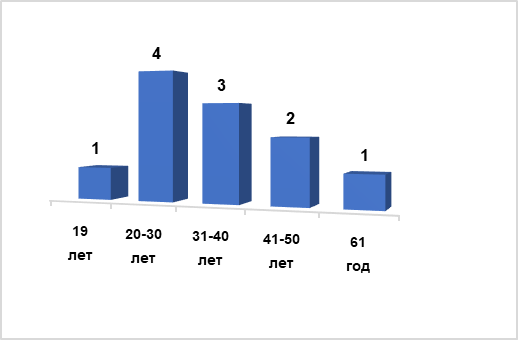 4
3
2
1
1
19 лет
20-30 лет
31-40 лет
41-50 лет
61 год